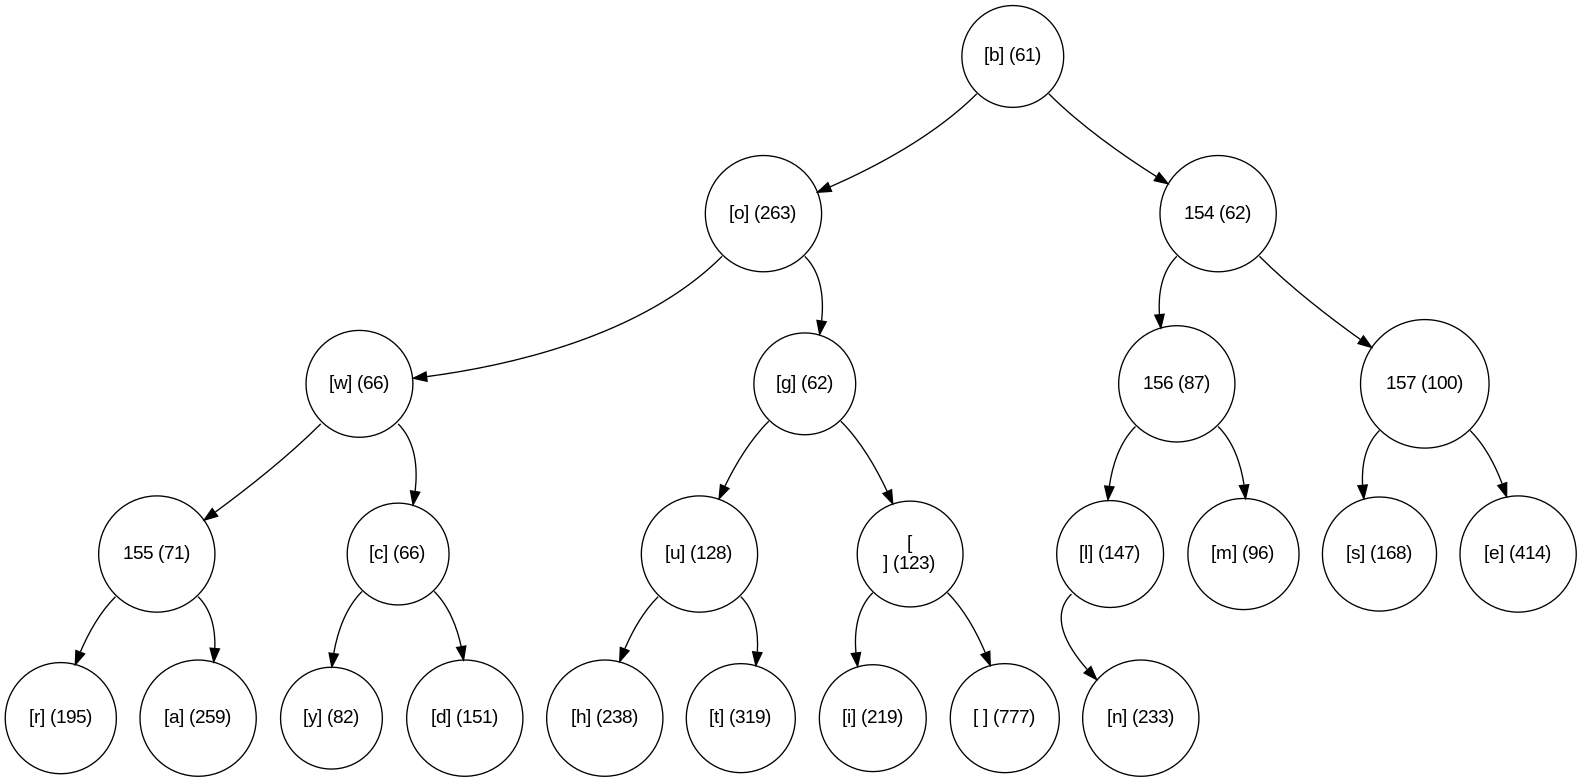 [b] (61)
[o] (263)
154 (62)
[w] (66)
[g] (62)
156 (87)
157 (100)
155 (71)
[c] (66)
[u] (128)
[
] (123)
[l] (147)
[m] (96)
[s] (168)
[e] (414)
[r] (195)
[a] (259)
[y] (82)
[d] (151)
[h] (238)
[t] (319)
[i] (219)
[ ] (777)
[n] (233)